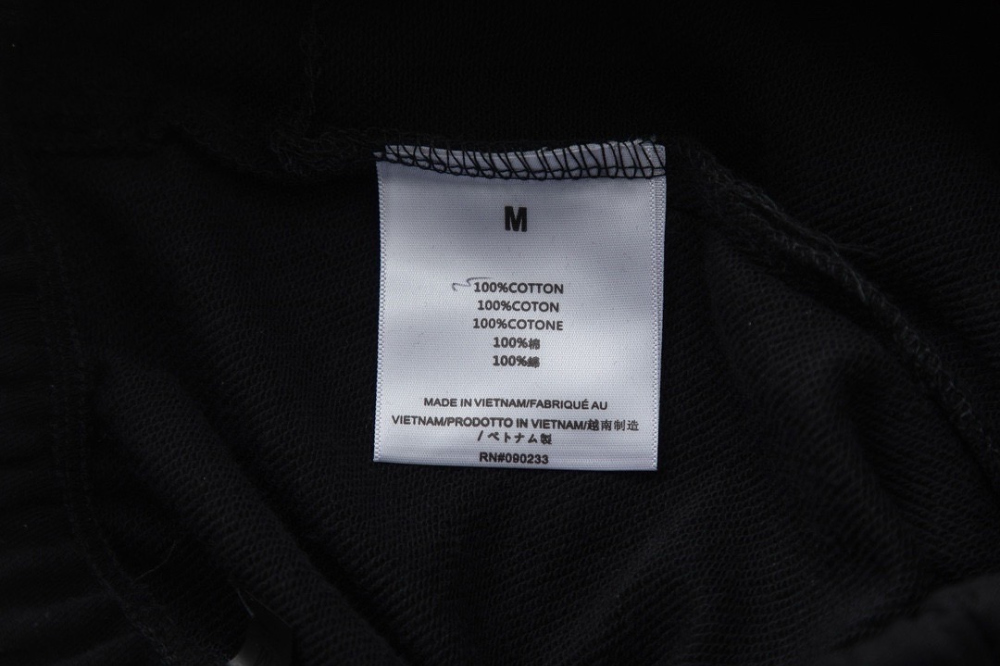 M
100%COTTON
100%COTON
100%COTONE
100%棉
100%綿
MADE IN VIETNAM/FABRIQUÉ AU
VIETNAM/PRODOTTO IN VIETNAM/越南制造
/ベトナム製
RN#090233